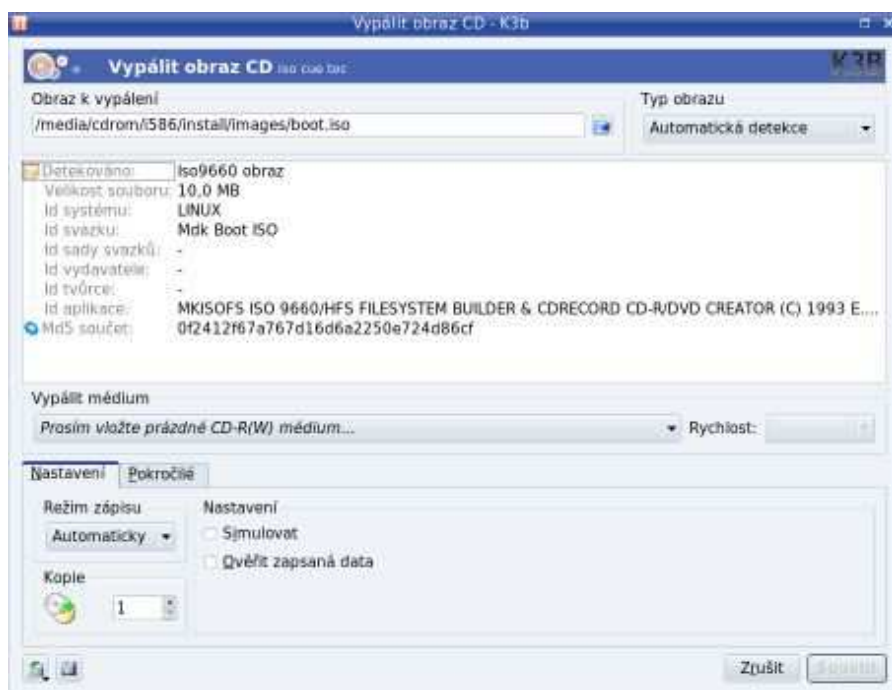 Vypálit obraz CD - K3b
Vypálit obraz CD iso cue toc
K3B
Obraz k vypálení
Typ obrazu
/media/cdrom/i586/install/images/boot.iso
Automatická detekce
Detekováno: Iso9660 obraz
Velikost souboru: 10,0 MB
Id systému: LINUX
Id svazku: Mdk Boot ISO
Id sady svazků: -
Id vydavatele: -
Id tvůrce: -
Id aplikace: MKISOFS ISO 9660/HFS FILESYSTEM BUILDER & CDRECORD CD-R/DVD CREATOR (C) 1993 E....
Md5 součet: 0f2412f67a767d16d6a2250e724d86cf
Vypálit médium
Prosím vložte prázdné CD-R(W) médium...
Rychlost:
Nastavení
Pokročilé
Režim zápisu
Nastavení
Automaticky
Simulovat
Ověřit zapsaná data
Kopie
1
Zrušit